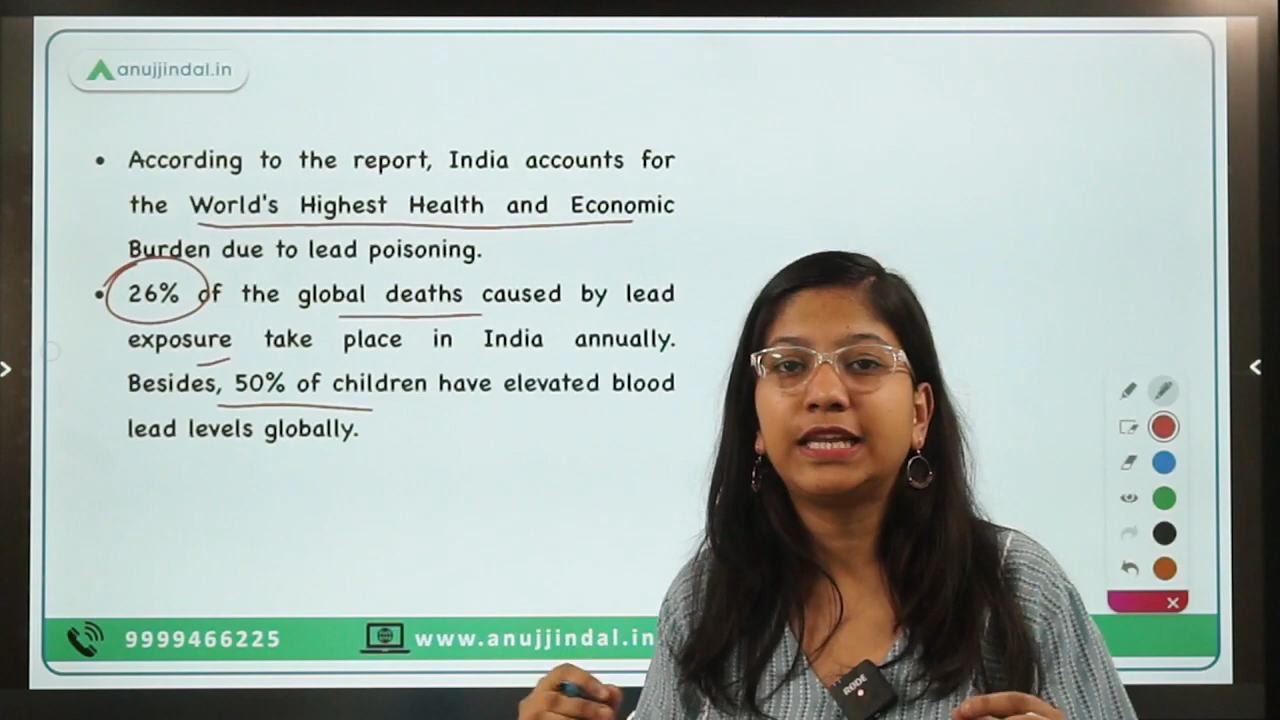 anujjindal.in
• According to the report, India accounts for
the World's Highest Health and Economic
Burden due to lead poisoning.
• 26% of the global deaths caused by lead
exposure take place in India annually.
Besides, 50% of children have elevated blood
lead levels globally.
9999466225
www.anujjindal.in
RODE